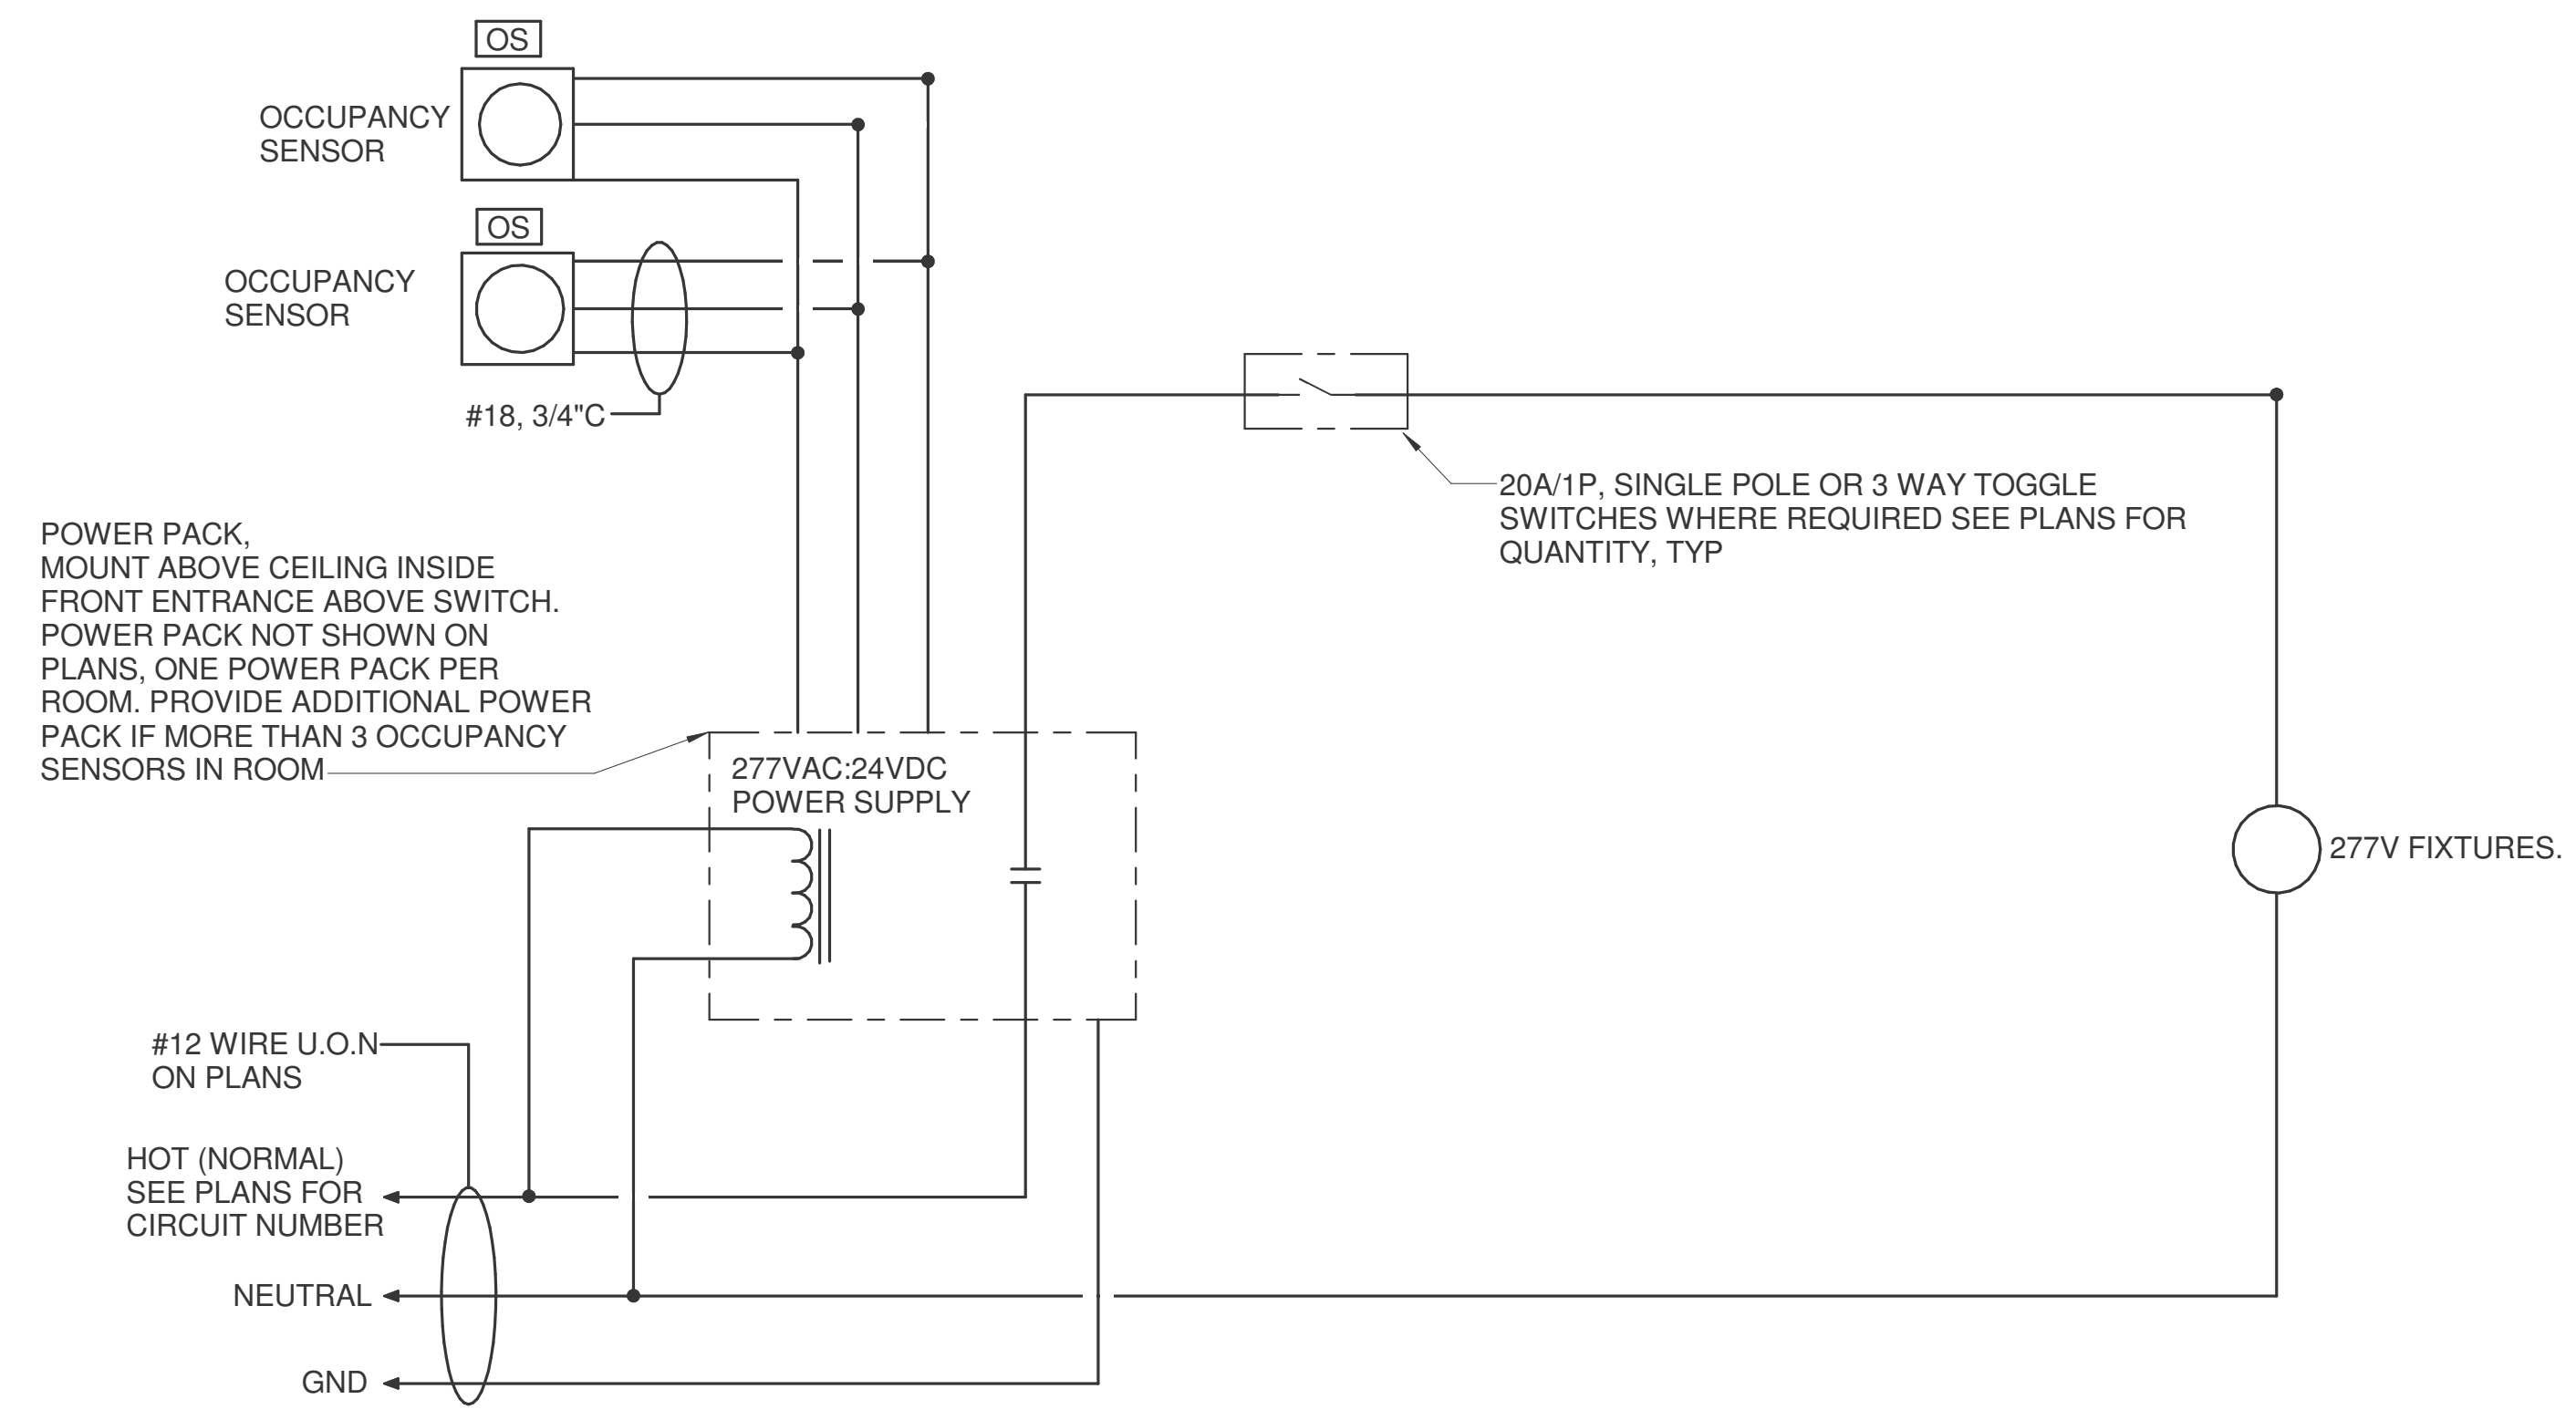 OS
OCCUPANCY
SENSOR
OS
OCCUPANCY
SENSOR
#18, 3/4"C
20A/1P, SINGLE POLE OR 3 WAY TOGGLE
SWITCHES WHERE REQUIRED SEE PLANS FOR
QUANTITY, TYP
POWER PACK,
MOUNT ABOVE CEILING INSIDE
FRONT ENTRANCE ABOVE SWITCH.
POWER PACK NOT SHOWN ON
PLANS, ONE POWER PACK PER
ROOM. PROVIDE ADDITIONAL POWER
PACK IF MORE THAN 3 OCCUPANCY
SENSORS IN ROOM
277VAC:24VDC
POWER SUPPLY
277V FIXTURES.
#12 WIRE U.O.N
ON PLANS
HOT (NORMAL)
SEE PLANS FOR
CIRCUIT NUMBER
NEUTRAL
GND